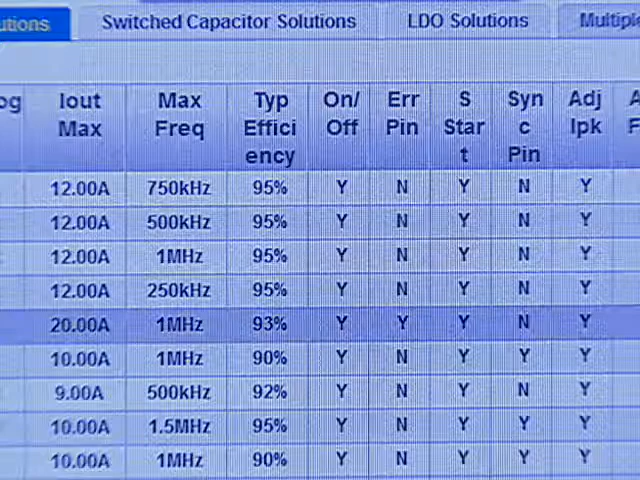 Switched Capacitor Solutions LDO Solutions
Iout Max Max Freq Typ Effici ency On/ Off Err Pin S Star t Syn c Pin Adj Ipk
12.00A 750kHz 95% Y N Y N Y
12.00A 500kHz 95% Y N Y N Y
12.00A 1MHz 95% Y N Y N Y
12.00A 250kHz 95% Y N Y N Y
20.00A 1MHz 93% Y Y Y N Y
10.00A 1MHz 90% Y N Y Y Y
9.00A 500kHz 92% Y N Y N Y
10.00A 1.5MHz 95% Y N Y Y Y
10.00A 1MHz 90% Y N Y Y Y